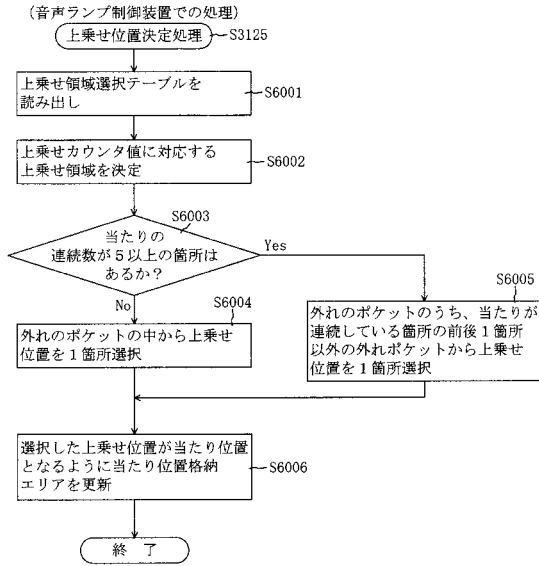 (音声ランプ制御装置での処理)
上乗せ位置決定処理
S3125
上乗せ領域選択テーブルを
読み出し
S6001
上乗せカウンタ値に対応する
上乗せ領域を決定
S6002
S6003
当たりの
連続数が5以上の箇所は
あるか?
Yes
No
S6004
外れのポケットの中から上乗せ
位置を1箇所選択
S6005
外れのポケットのうち、当たりが
連続している箇所の前後1箇所
以外の外れポケットから上乗せ
位置を1箇所選択
選択した上乗せ位置が当たり位置
となるように当たり位置格納
エリアを更新
S6006
終 了